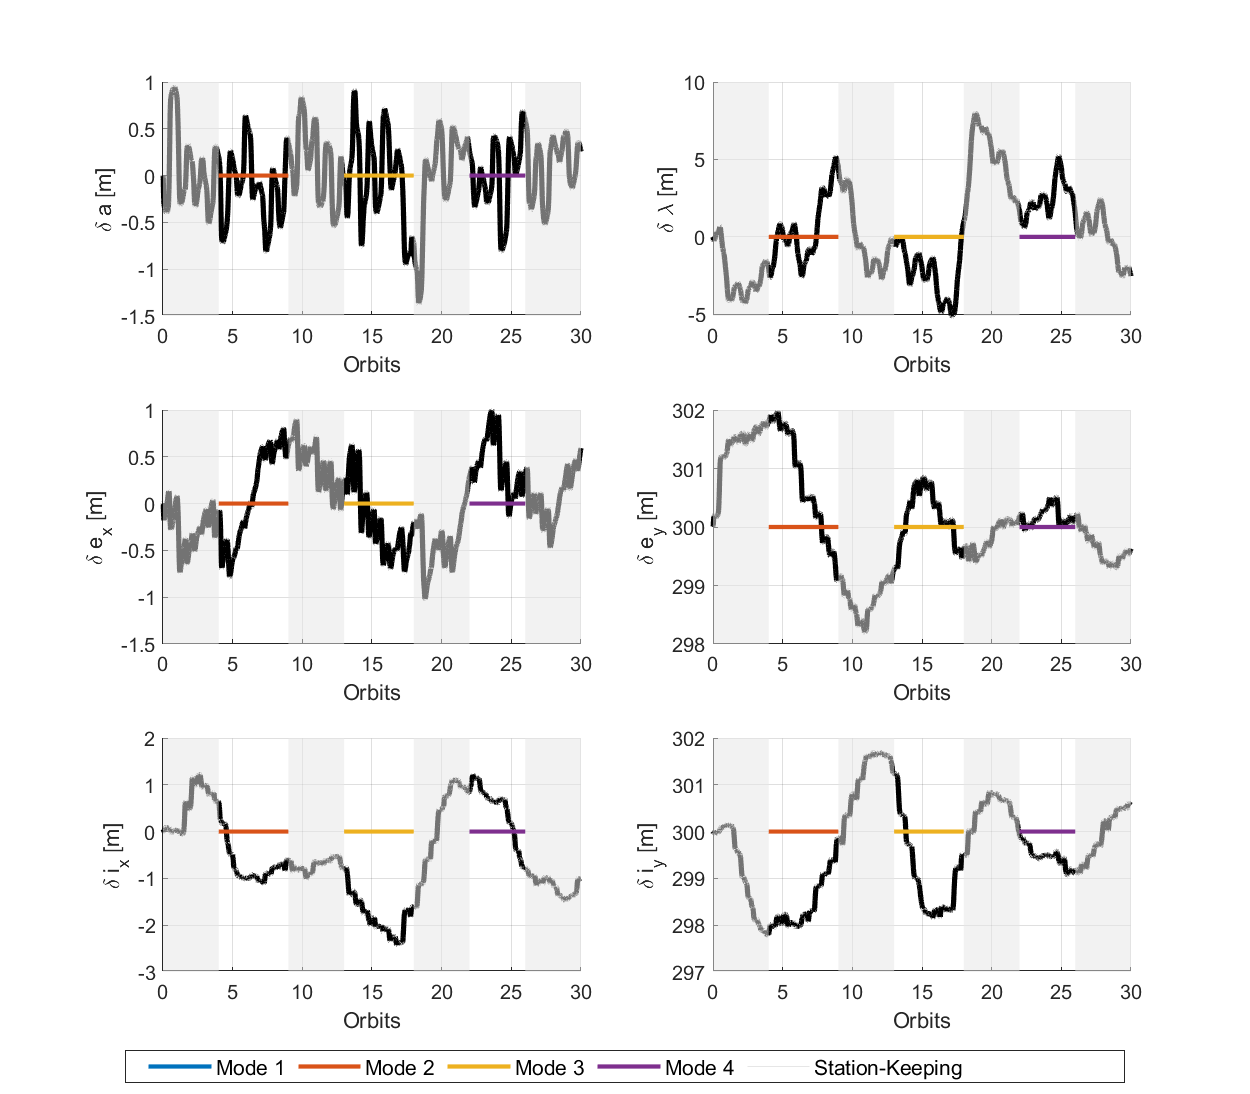 1
0.5
0
-0.5
-1
-1.5
δ a [m]
0 5 10 15 20 25 30
Orbits
10
5
0
-5
δ λ [m]
0 5 10 15 20 25 30
Orbits
1
0.5
0
-0.5
-1
-1.5
δ e_x [m]
0 5 10 15 20 25 30
Orbits
302
301
300
299
298
δ e_y [m]
0 5 10 15 20 25 30
Orbits
2
1
0
-1
-2
-3
δ i_x [m]
0 5 10 15 20 25 30
Orbits
302
301
300
299
298
297
δ i_y [m]
0 5 10 15 20 25 30
Orbits
Mode 1 Mode 2 Mode 3 Mode 4 Station-Keeping